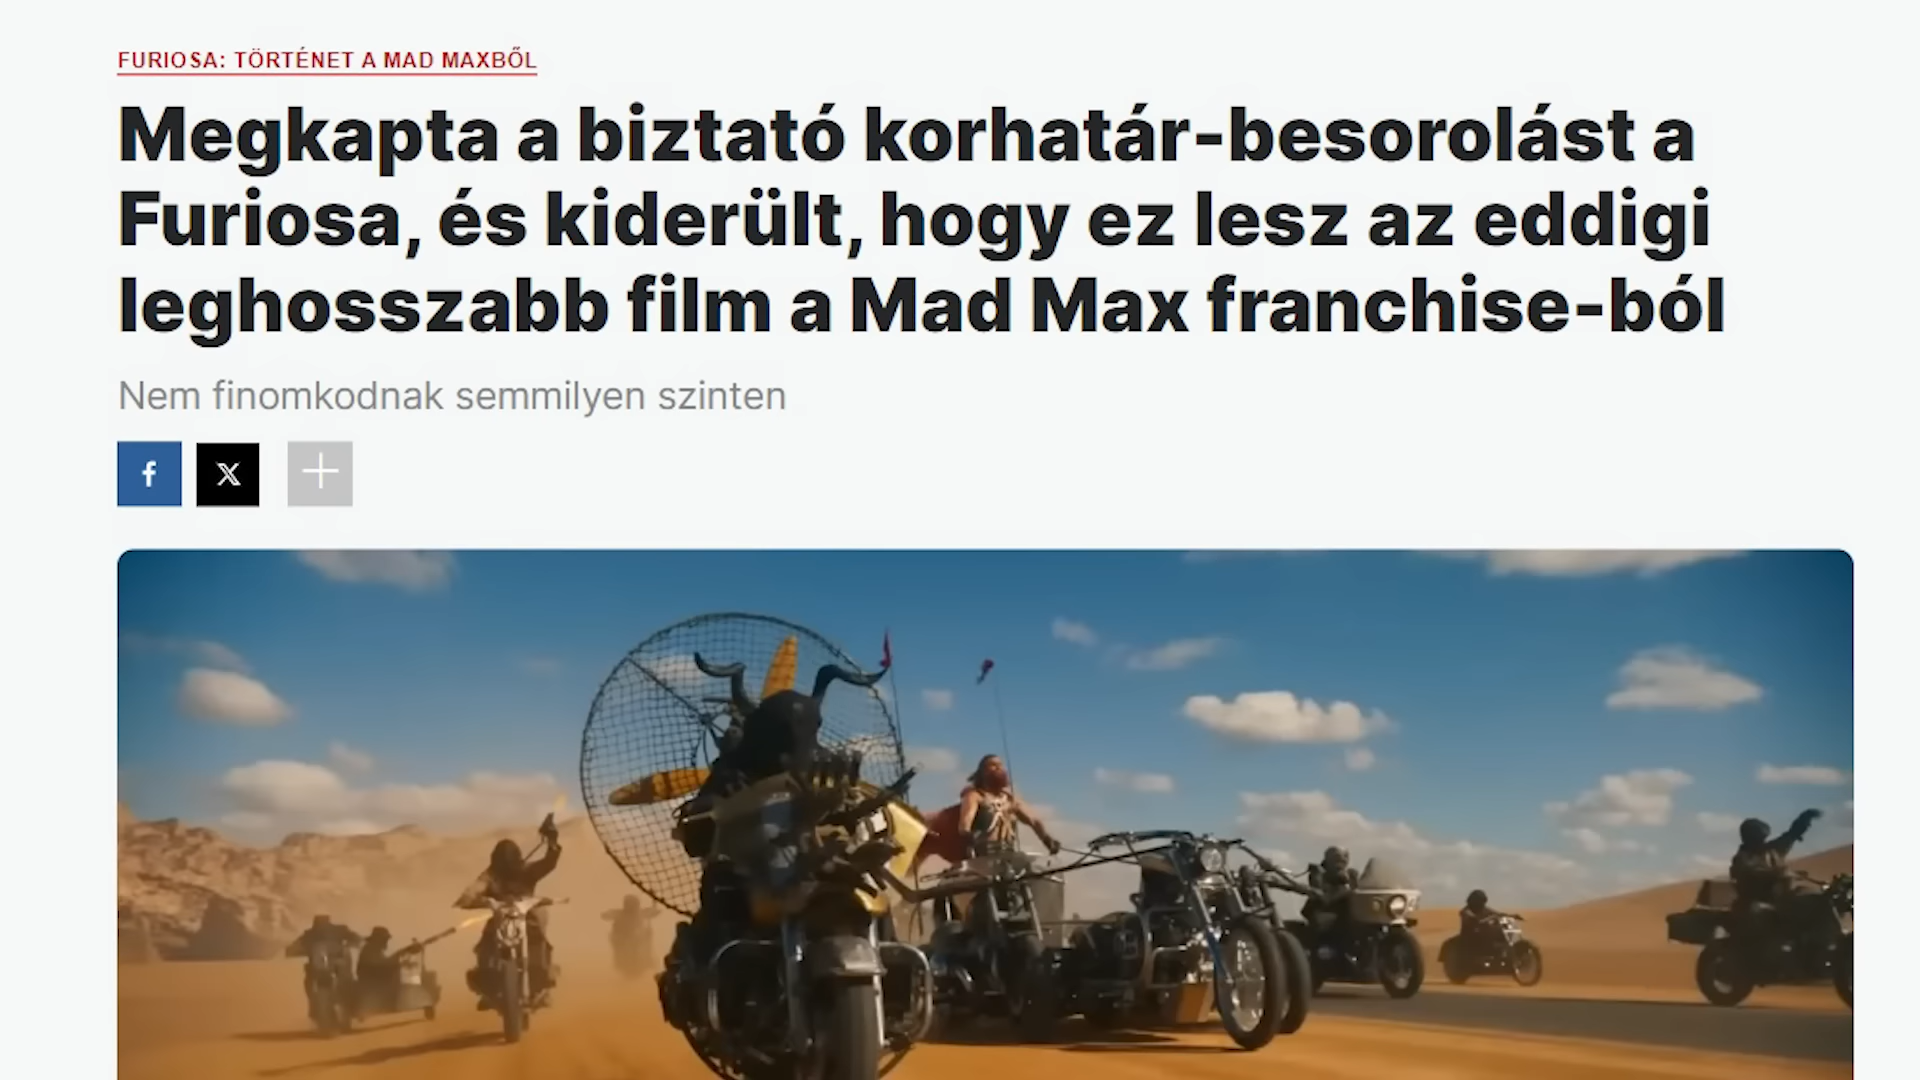 FURIOSA: TÖRTÉNET A MAD MAXBŐL
Megkapta a biztató korhatár-besorolást a
Furiosa, és kiderült, hogy ez lesz az eddigi
leghosszabb film a Mad Max franchise-ból
Nem finomkodnak semmilyen szinten